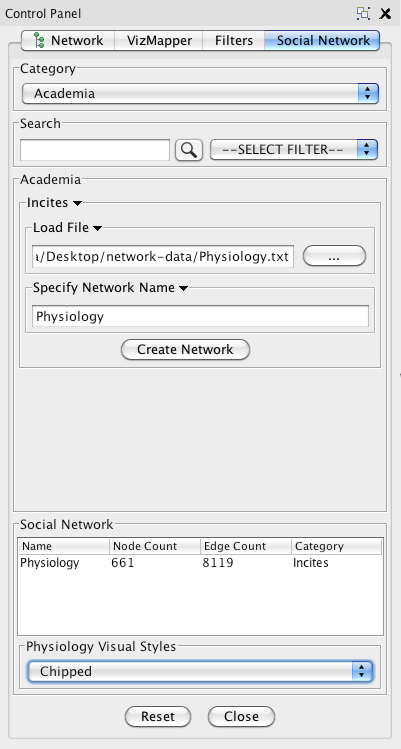 Control Panel
Network VizMapper Filters Social Network
Category
Academia
Search
--SELECT FILTER--
Academia
Incites
Load File
/Desktop/network-data/Physiology.txt ...
Specify Network Name
Physiology
Create Network
Social Network
Name Node Count Edge Count Category
Physiology 661 8119 Incites
Physiology Visual Styles
Chipped
Reset Close